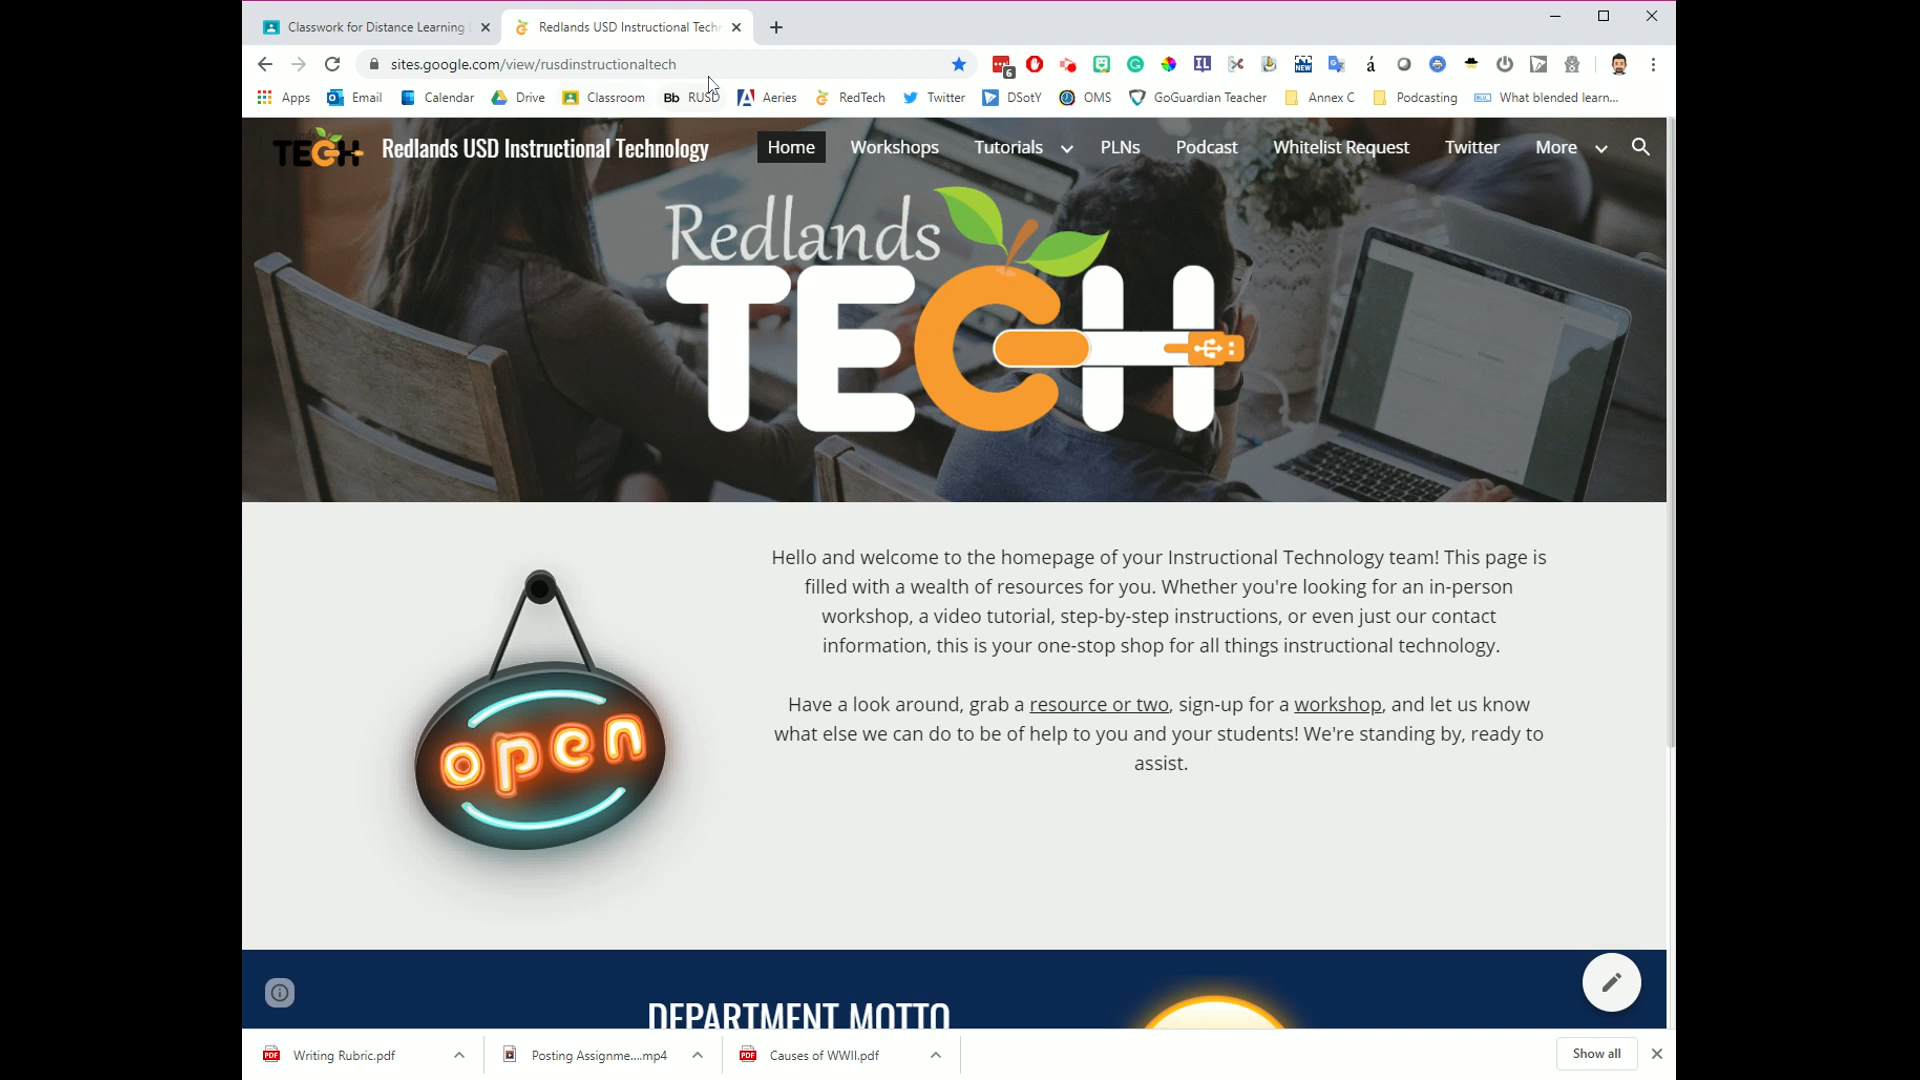 Classwork for Distance Learning
Redlands USD Instructional Tech
sites.google.com/view/rusdinstructionaltech
6
NEW
á
Apps
Email
Calendar
Drive
Classroom
Bb RUSD
Aeries
RedTech
Twitter
DSotY
OMS
GoGuardian Teacher
Annex C
Podcasting
What blended learn...
TECH
Redlands USD Instructional Technology
Home
Workshops
Tutorials
PLNs
Podcast
Whitelist Request
Twitter
More
Redlands
TECH
Hello and welcome to the homepage of your Instructional Technology team! This page is
filled with a wealth of resources for you. Whether you're looking for an in-person
workshop, a video tutorial, step-by-step instructions, or even just our contact
information, this is your one-stop shop for all things instructional technology.
Have a look around, grab a resource or two, sign-up for a workshop, and let us know
what else we can do to be of help to you and your students! We're standing by, ready to
assist.
open
DEPARTMENT MOTTO
PDF Writing Rubric.pdf
Posting Assignme....mp4
PDF Causes of WWII.pdf
Show all